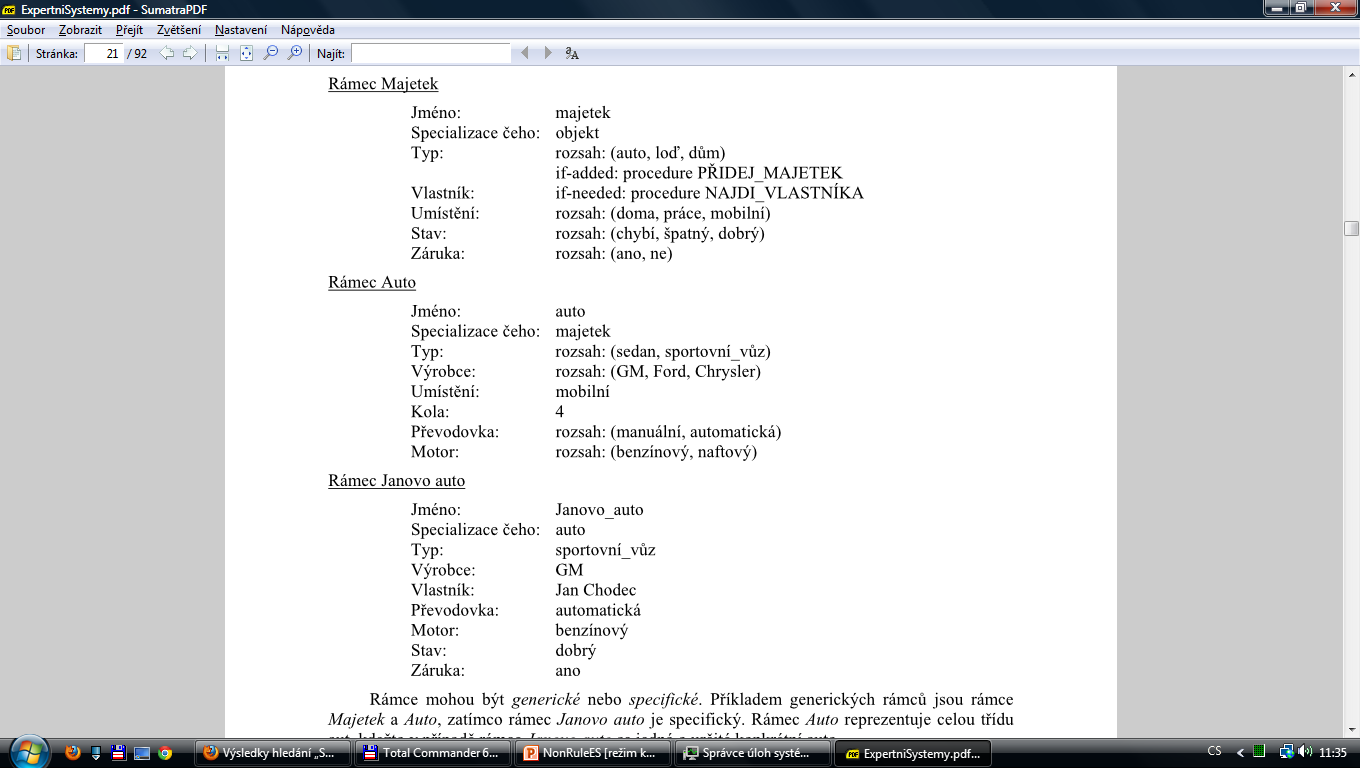 ExpertniSystemy.pdf - SumatraPDF
Soubor Zobrazit Přejít Zvětšení Nastavení Nápověda
Stránka: 21 / 92 Najít:
Rámec Majetek
Jméno: majetek
Specializace čeho: objekt
Typ: rozsah: (auto, loď, dům)
if-added: procedure PŘIDEJ_MAJETEK
Vlastník: if-needed: procedure NAJDI_VLASTNÍKA
Umístění: rozsah: (doma, práce, mobilní)
Stav: rozsah: (chybí, špatný, dobrý)
Záruka: rozsah: (ano, ne)
Rámec Auto
Jméno: auto
Specializace čeho: majetek
Typ: rozsah: (sedan, sportovní_vůz)
Výrobce: rozsah: (GM, Ford, Chrysler)
Umístění: mobilní
Kola: 4
Převodovka: rozsah: (manuální, automatická)
Motor: rozsah: (benzínový, naftový)
Rámec Janovo auto
Jméno: Janovo_auto
Specializace čeho: auto
Typ: sportovní_vůz
Výrobce: GM
Vlastník: Jan Chodec
Převodovka: automatická
Motor: benzínový
Stav: dobrý
Záruka: ano
Rámce mohou být generické nebo specifické. Příkladem generických rámců jsou rámce
Majetek a Auto, zatímco rámec Janovo auto je specifický. Rámec Auto reprezentuje celou třídu
Výsledky hledání „S... Total Commander 6... NonRuleES [režim k... Správce úloh systé... ExpertniSystemy.pdf... CS 11:35